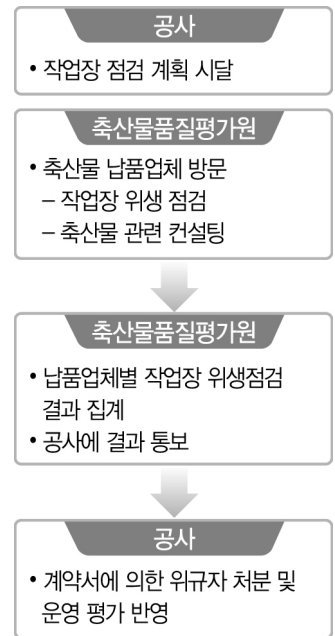 공사
• 작업장 점검 계획 시달
축산물품질평가원
• 축산물 납품업체 방문
– 작업장 위생 점검
– 축산물 관련 컨설팅
축산물품질평가원
• 납품업체별 작업장 위생점검
결과 집계
• 공사에 결과 통보
공사
• 계약서에 의한 위규자 처분 및
운영 평가 반영